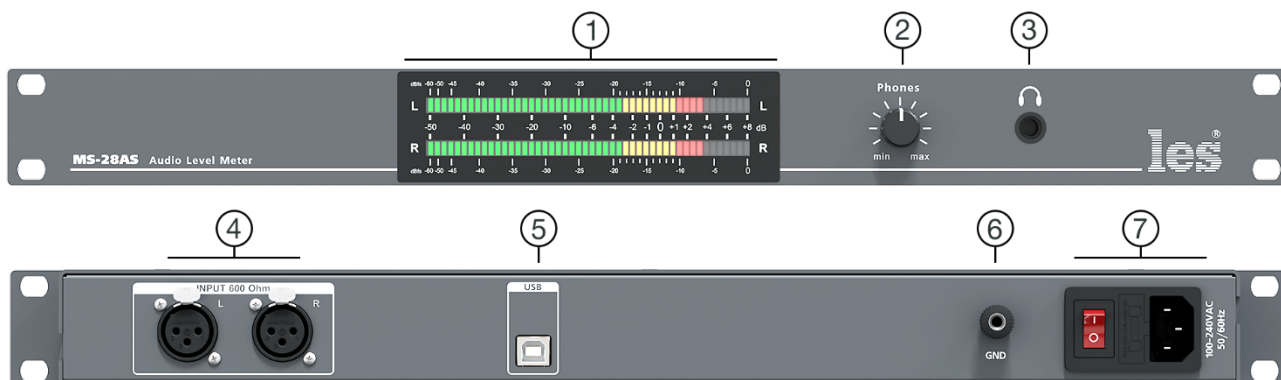 1
2
3
dBfs -60 -50 -45 -40 -35 -30 -25 -20 -15 -10 -5 0
L L
-50 -40 -30 -20 -10 -6 -4 -2 -1 0 +1 +2 +4 +6 +8 dB
R R
dBfs -60 -50 -45 -40 -35 -30 -25 -20 -15 -10 -5 0
Phones
min max
MS-28AS Audio Level Meter
les®
4
5
6
7
INPUT 600 Ohm
L R
USB
GND
I
O
100-240VAC
50/60Hz